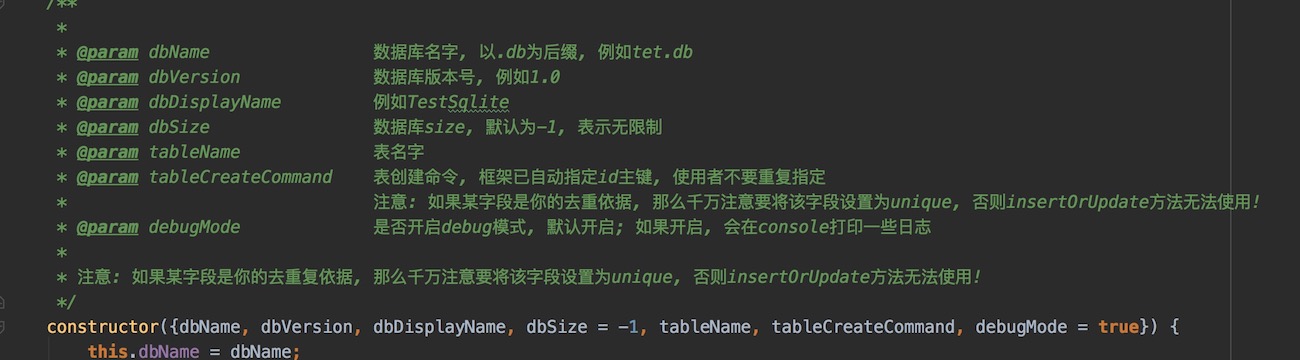 /**
*
* @param dbName 数据库名字, 以.db为后缀, 例如tet.db
* @param dbVersion 数据库版本号, 例如1.0
* @param dbDisplayName 例如TestSqlite
* @param dbSize 数据库size, 默认为-1, 表示无限制
* @param tableName 表名字
* @param tableCreateCommand 表创建命令, 框架已自动指定id主键, 使用者不要重复指定
* 注意: 如果某字段是你的去重依据, 那么千万注意要将该字段设置为unique, 否则insertOrUpdate方法无法使用!
* @param debugMode 是否开启debug模式, 默认开启; 如果开启, 会在console打印一些日志
*
* 注意: 如果某字段是你的去重复依据, 那么千万注意要将该字段设置为unique, 否则insertOrUpdate方法无法使用!
*/
constructor({dbName, dbVersion, dbDisplayName, dbSize = -1, tableName, tableCreateCommand, debugMode = true}) {
this.dbName = dbName;